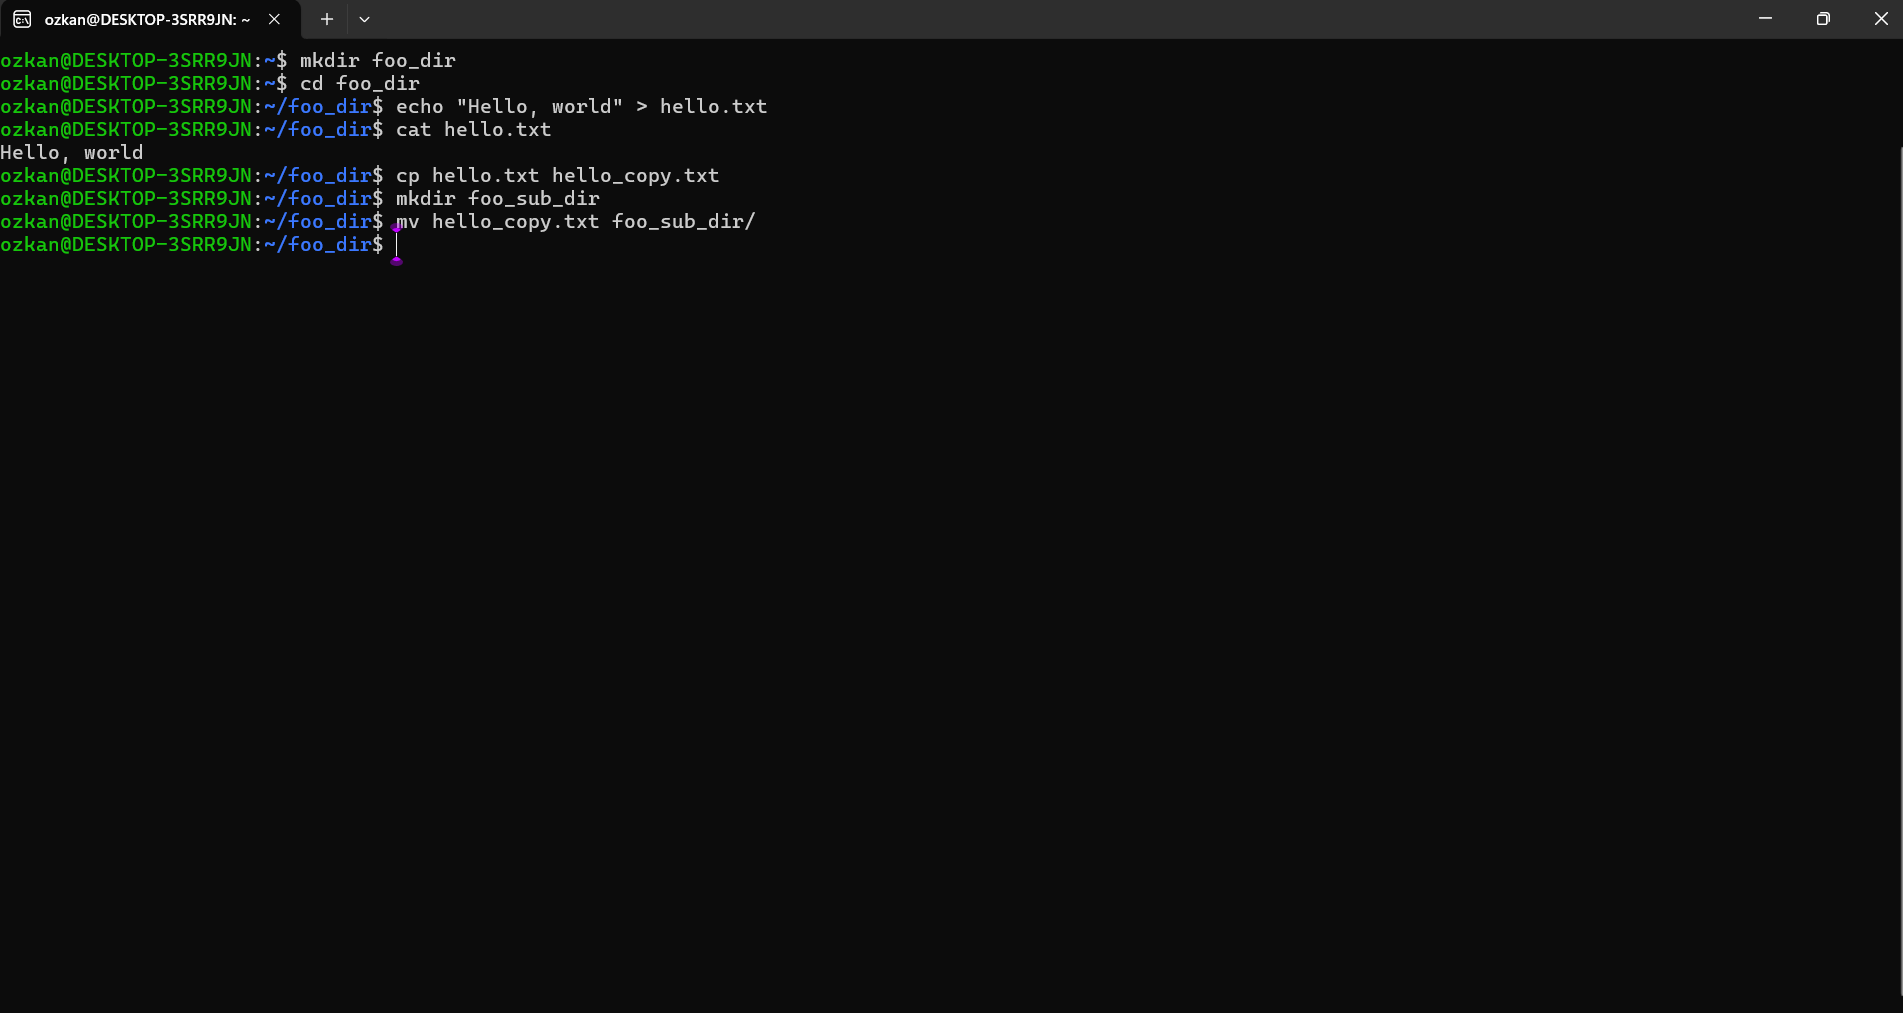 ozkan@DESKTOP-3SRR9JN: ~
ozkan@DESKTOP-3SRR9JN:~$ mkdir foo_dir
ozkan@DESKTOP-3SRR9JN:~$ cd foo_dir
ozkan@DESKTOP-3SRR9JN:~/foo_dir$ echo "Hello, world" > hello.txt
ozkan@DESKTOP-3SRR9JN:~/foo_dir$ cat hello.txt
Hello, world
ozkan@DESKTOP-3SRR9JN:~/foo_dir$ cp hello.txt hello_copy.txt
ozkan@DESKTOP-3SRR9JN:~/foo_dir$ mkdir foo_sub_dir
ozkan@DESKTOP-3SRR9JN:~/foo_dir$ mv hello_copy.txt foo_sub_dir/
ozkan@DESKTOP-3SRR9JN:~/foo_dir$